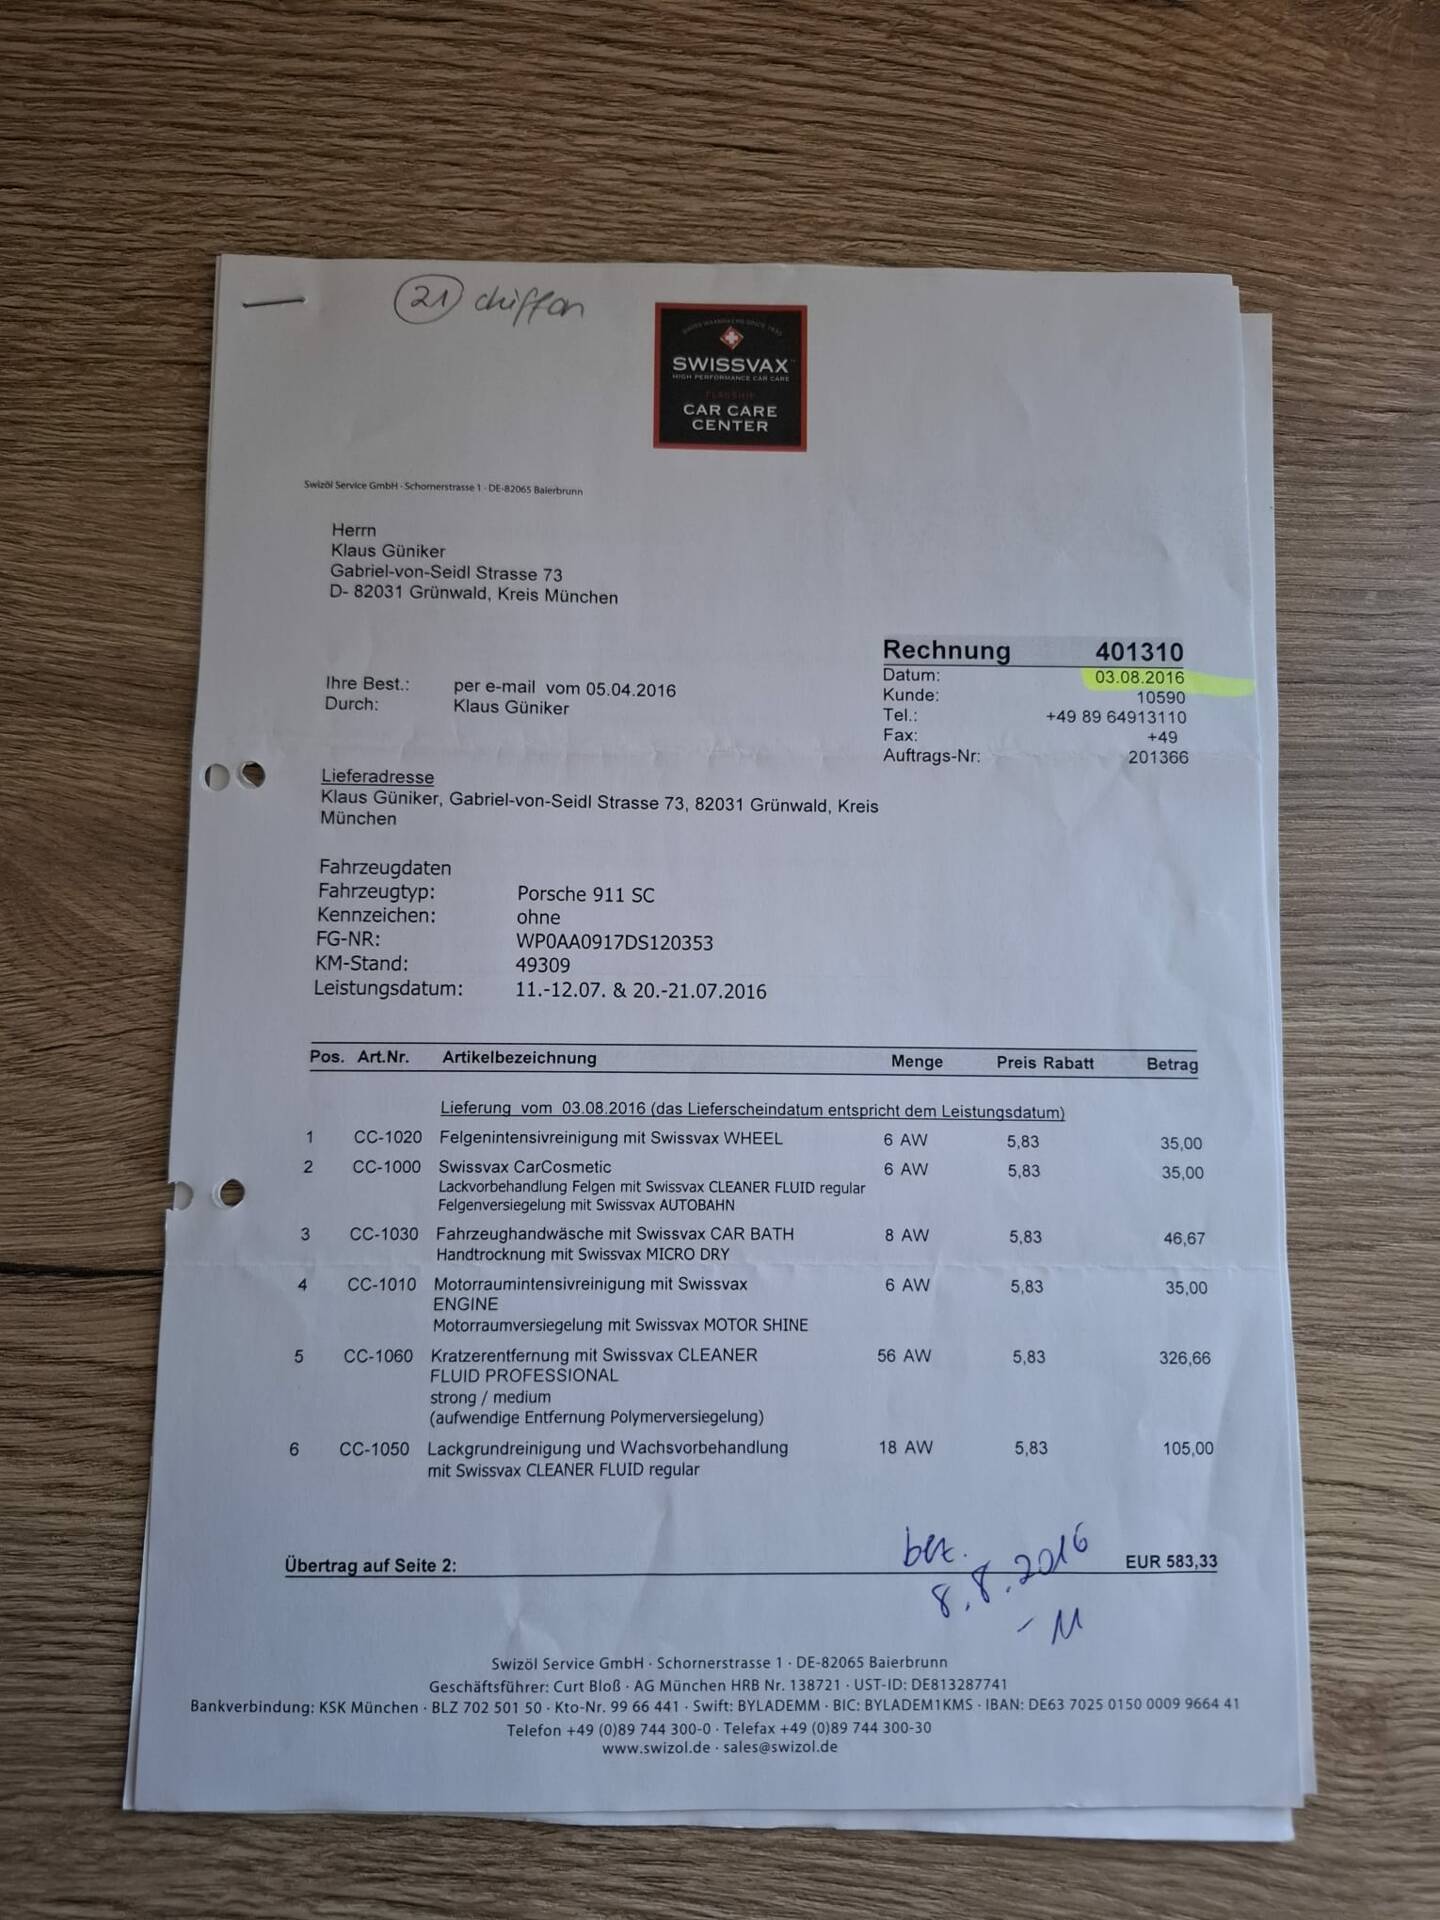 21 chiffon
SWISSVAX
HIGH PERFORMANCE CAR CARE
FLAGSHIP
CAR CARE
CENTER
Swizöl Service GmbH · Schornerstrasse 1 · DE-82065 Baierbrunn
Herrn
Klaus Güniker
Gabriel-von-Seidl Strasse 73
D- 82031 Grünwald, Kreis München
Rechnung 401310
Datum: 03.08.2016
Kunde: 10590
Tel.: +49 89 64913110
Fax: +49
Auftrags-Nr: 201366
Ihre Best.: per e-mail vom 05.04.2016
Durch: Klaus Güniker
Lieferadresse
Klaus Güniker, Gabriel-von-Seidl Strasse 73, 82031 Grünwald, Kreis
München
Fahrzeugdaten
Fahrzeugtyp: Porsche 911 SC
Kennzeichen: ohne
FG-NR: WP0AA0917DS120353
KM-Stand: 49309
Leistungsdatum: 11.-12.07. & 20.-21.07.2016
Pos. Art.Nr. Artikelbezeichnung Menge Preis Rabatt Betrag
Lieferung vom 03.08.2016 (das Lieferscheindatum entspricht dem Leistungsdatum)
1 CC-1020 Felgenintensivreinigung mit Swissvax WHEEL 6 AW 5,83 35,00
2 CC-1000 Swissvax CarCosmetic 6 AW 5,83 35,00
Lackvorbehandlung Felgen mit Swissvax CLEANER FLUID regular
Felgenversiegelung mit Swissvax AUTOBAHN
3 CC-1030 Fahrzeughandwäsche mit Swissvax CAR BATH 8 AW 5,83 46,67
Handtrocknung mit Swissvax MICRO DRY
4 CC-1010 Motorraumintensivreinigung mit Swissvax 6 AW 5,83 35,00
ENGINE
Motorraumversiegelung mit Swissvax MOTOR SHINE
5 CC-1060 Kratzerentfernung mit Swissvax CLEANER 56 AW 5,83 326,66
FLUID PROFESSIONAL
strong / medium
(aufwendige Entfernung Polymerversiegelung)
6 CC-1050 Lackgrundreinigung und Wachsvorbehandlung 18 AW 5,83 105,00
mit Swissvax CLEANER FLUID regular
bez.
8.8.2016
Übertrag auf Seite 2: EUR 583,33
Swizöl Service GmbH · Schornerstrasse 1 · DE-82065 Baierbrunn
Geschäftsführer: Curt Bloß · AG München HRB Nr. 138721 · UST-ID: DE813287741
Bankverbindung: KSK München · BLZ 702 501 50 · Kto-Nr. 99 66 441 · Swift: BYLADEMM · BIC: BYLADEM1KMS · IBAN: DE63 7025 0150 0009 9664 41
Telefon +49 (0)89 744 300-0 · Telefax +49 (0)89 744 300-30
www.swizol.de · sales@swizol.de